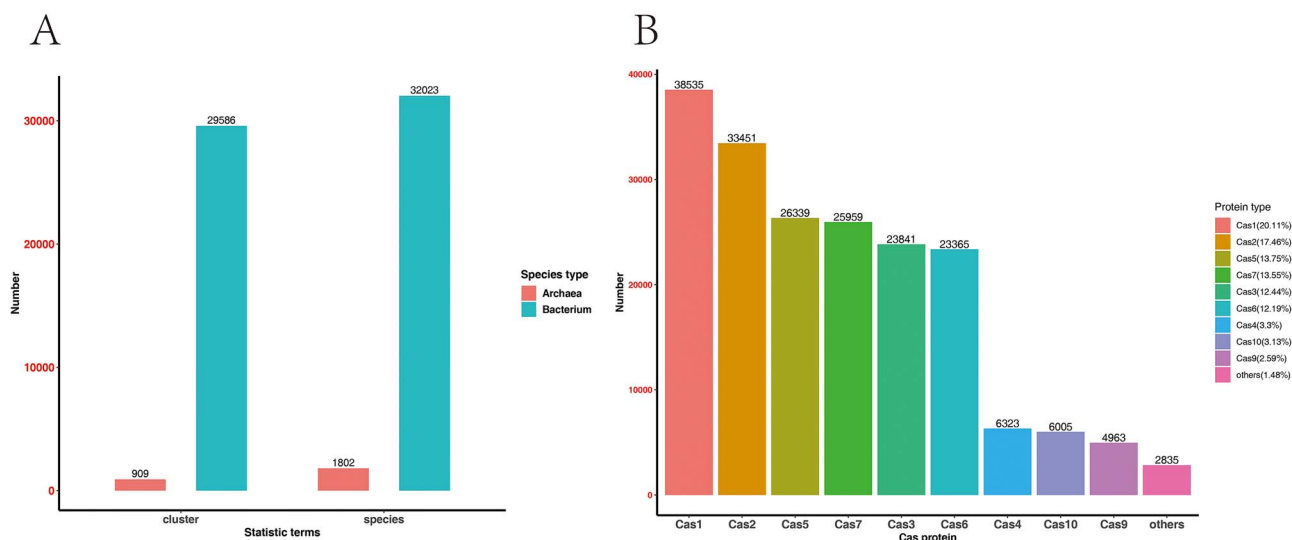 A
Number
30000
20000
10000
0
29586
32023
909
1802
cluster
species
Statistic terms
Species type
Archaea
Bacterium
B
Number
40000
30000
20000
10000
0
38535
33451
26339
25959
23841
23365
6323
6005
4963
2835
Cas1
Cas2
Cas5
Cas7
Cas3
Cas6
Cas4
Cas10
Cas9
others
Cas protein
Protein type
Cas1(20.11%)
Cas2(17.46%)
Cas5(13.75%)
Cas7(13.55%)
Cas3(12.44%)
Cas6(12.19%)
Cas4(3.3%)
Cas10(3.13%)
Cas9(2.59%)
others(1.48%)